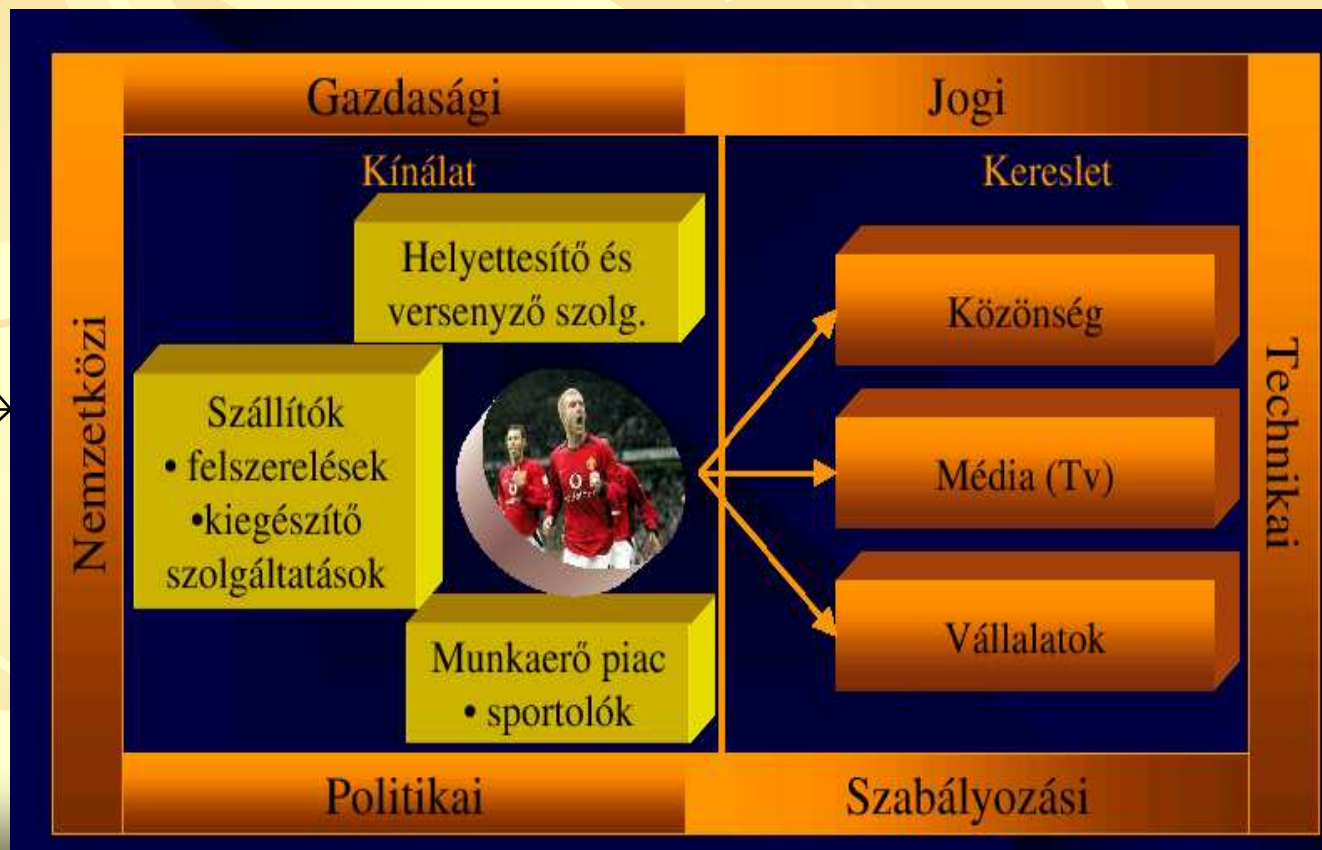 Gazdasági
Jogi
Nemzetközi
Technikai
Kínálat
Helyettesítő és
versenyző szolg.
Szállítók
• felszerelések
•kiegészítő
szolgáltatások
Munkaerő piac
• sportolók
Kereslet
Közönség
Média (Tv)
Vállalatok
Politikai
Szabályozási